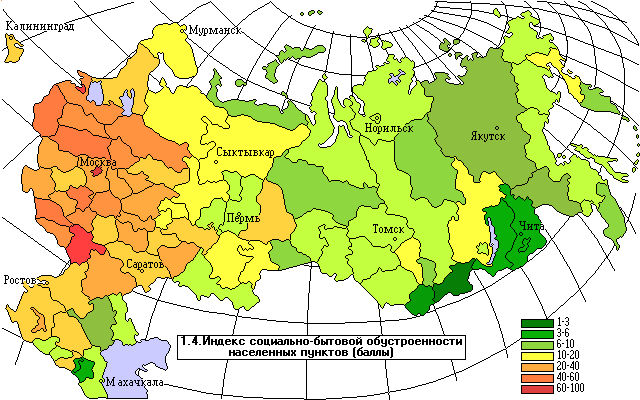 Калининград
Мурманск
Норильск
Якутск
Москва
Сыктывкар
Пермь
Томск
Чита
Ростов
Саратов
Махачкала
1.4.Индекс социально-бытовой обустроенности
населенных пунктов (баллы)
1-3
3-6
6-10
10-20
20-40
40-60
60-100